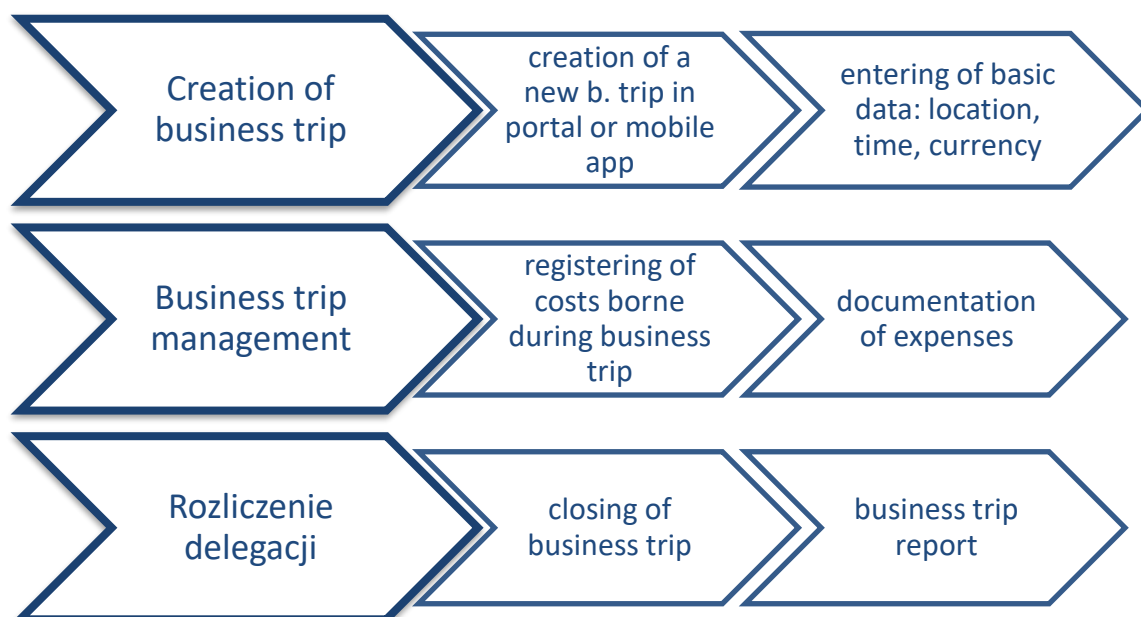 Creation of
business trip
creation of a
new b. trip in
portal or mobile
app
entering of basic
data: location,
time, currency
Business trip
management
registering of
costs borne
during business
trip
documentation
of expenses
Rozliczenie
delegacji
closing of
business trip
business trip
report